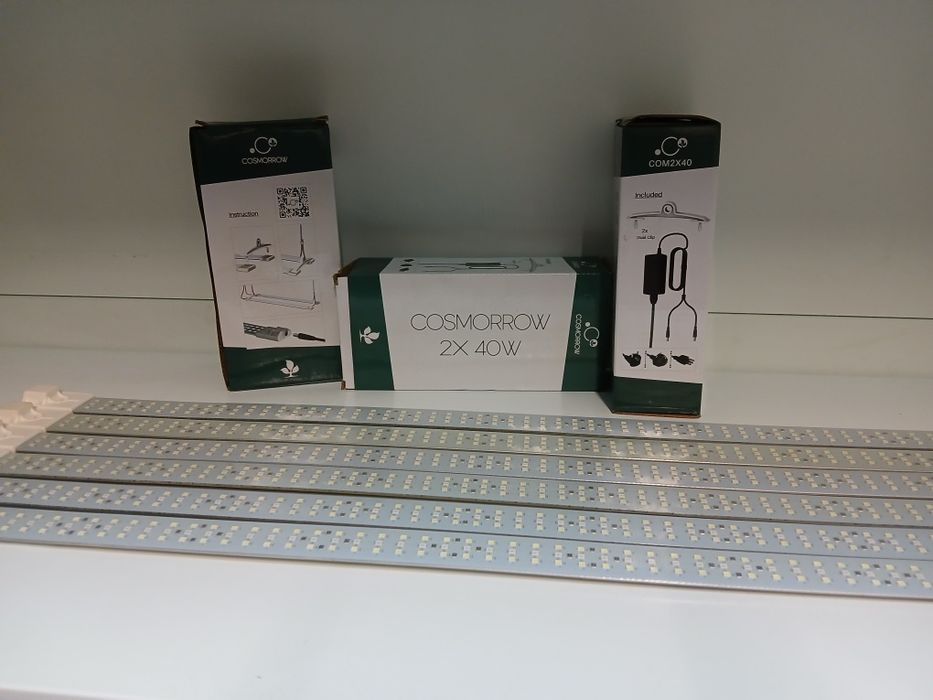 COSMORROW
Instruction
COSMORROW
2X 40W
COSMORROW
COM2X40
Included
2x
Dual Clip